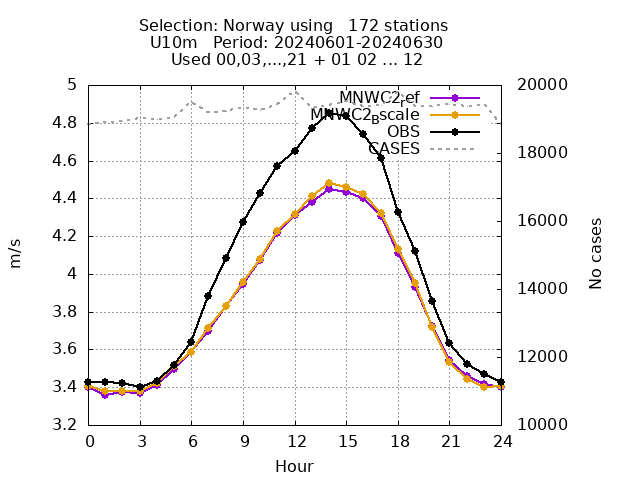 Selection: Norway using   172 stations
U10m   Period: 20240601-20240630
Used 00,03,...,21 + 01 02 ... 12
MNWC2_ref
MNWC2_Bscale
OBS
CASES
5
4.8
4.6
4.4
4.2
4
3.8
3.6
3.4
3.2
20000
18000
16000
14000
12000
10000
m/s
No cases
0 3 6 9 12 15 18 21 24
Hour